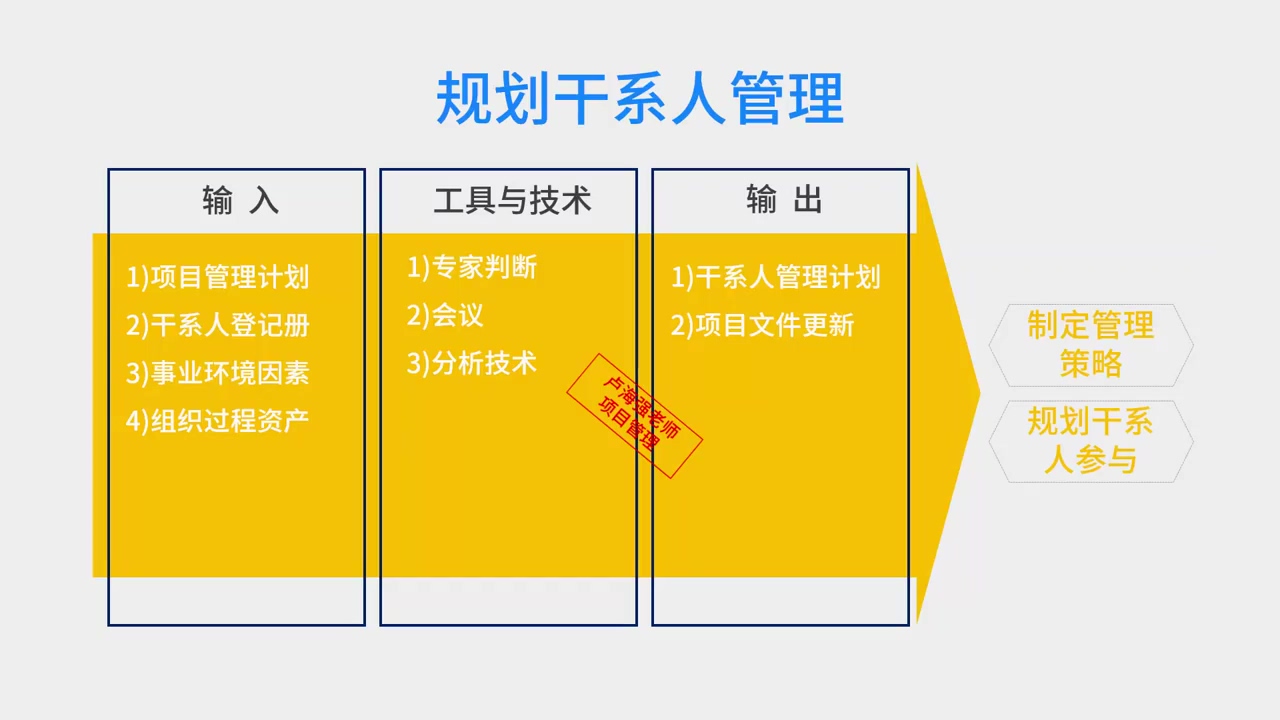 规划干系人管理
输 入
1)项目管理计划
2)干系人登记册
3)事业环境因素
4)组织过程资产
工具与技术
1)专家判断
2)会议
3)分析技术
输 出
1)干系人管理计划
2)项目文件更新
卢海强老师
项目管理
制定管理
策略
规划干系
人参与